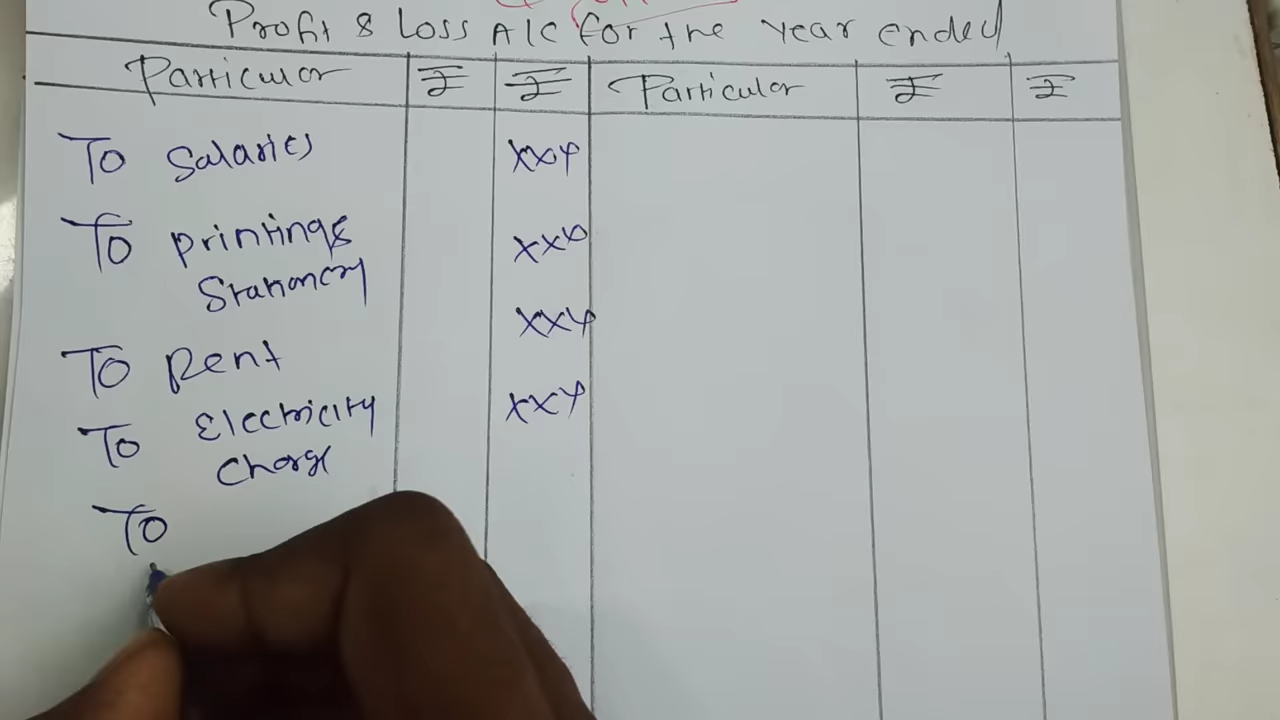 Profit & Loss A/C for the Year ended
Particular ₹ ₹ Particular ₹ ₹
To Salaries xxx
To Printing &
Stationery xxx
To Rent xxx
To Electricity
Charge xxx
To